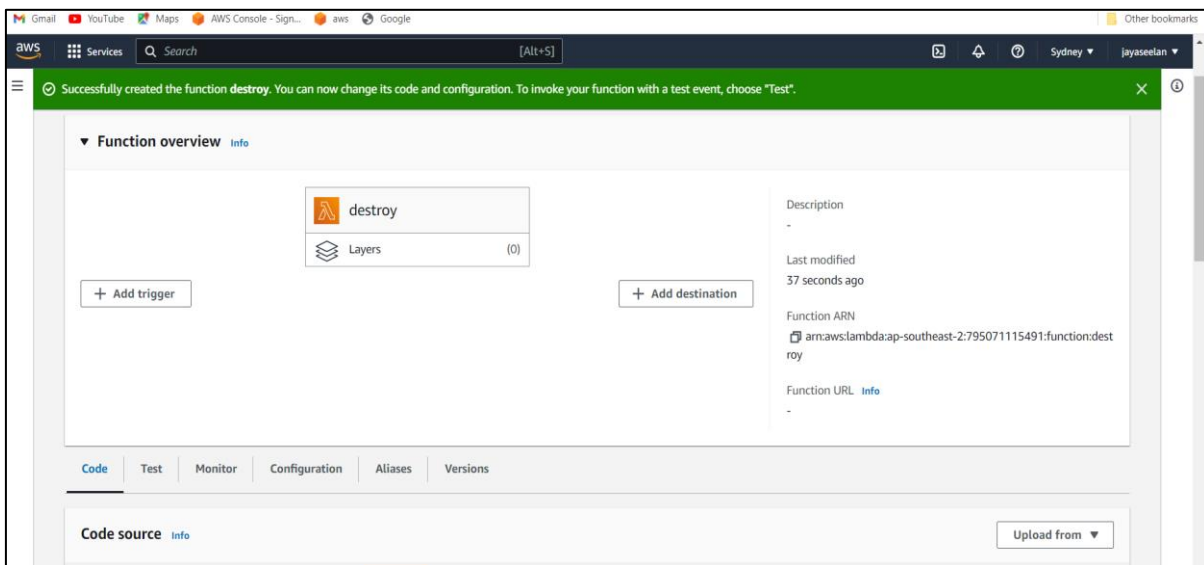 Gmail YouTube Maps AWS Console - Sign... aws Google Other bookmarks
aws Services Search [Alt+S] Sydney ▼ jayaseelan ▼
Successfully created the function destroy. You can now change its code and configuration. To invoke your function with a test event, choose "Test".
▼ Function overview Info
destroy
Layers (0)
+ Add trigger
+ Add destination
Description
-
Last modified
37 seconds ago
Function ARN
arn:aws:lambda:ap-southeast-2:795071115491:function:dest
roy
Function URL Info
-
Code Test Monitor Configuration Aliases Versions
Code source Info Upload from ▼